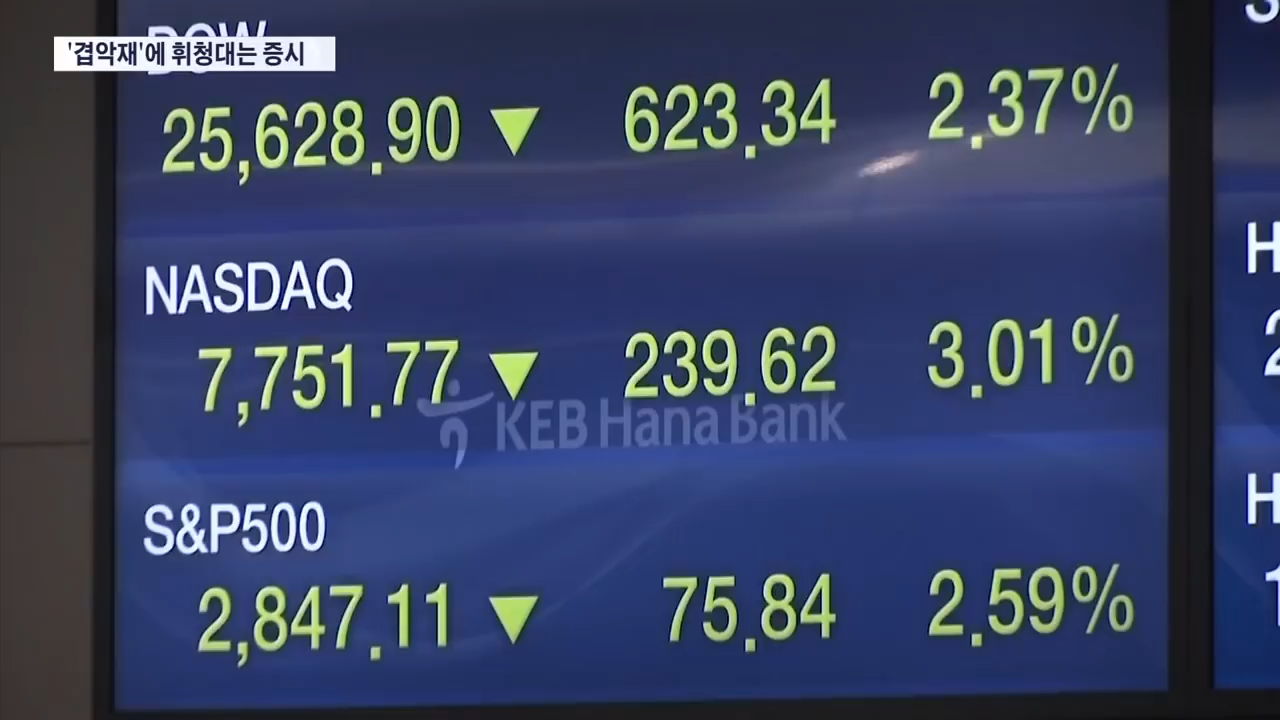 '겹악재'에 휘청대는 증시
DOW
25,628.90 ▼ 623.34 2.37%
NASDAQ
7,751.77 ▼ 239.62 3.01%
KEB Hana Bank
S&P500
2,847.11 ▼ 75.84 2.59%